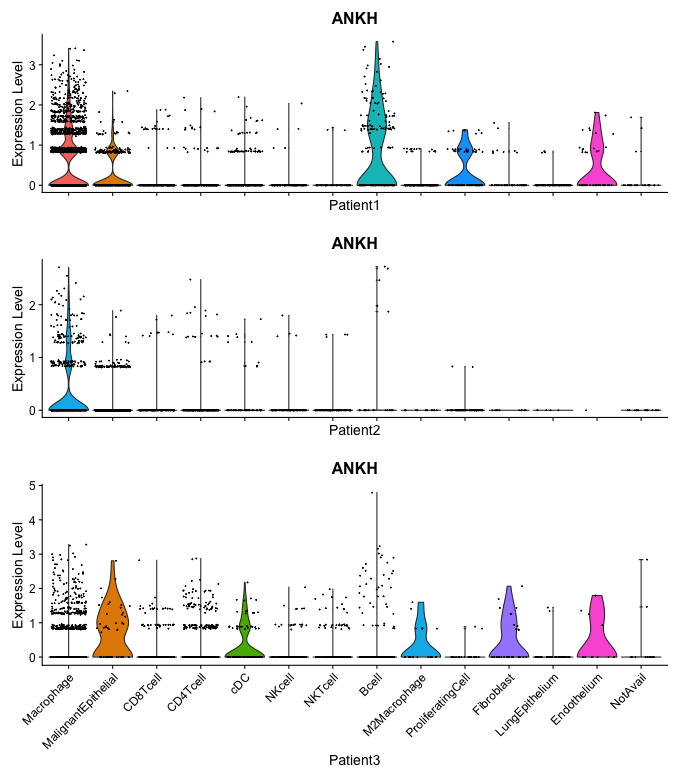 ANKH
Expression Level
3
2
1
0
Patient1
ANKH
Expression Level
2
1
0
Patient2
ANKH
Expression Level
5
4
3
2
1
0
Macrophage
MalignantEpithelial
CD8Tcell
CD4Tcell
cDC
NKcell
NKTcell
Bcell
M2Macrophage
ProliferatingCell
Fibroblast
LungEpithelium
Endothelium
NotAvail
Patient3